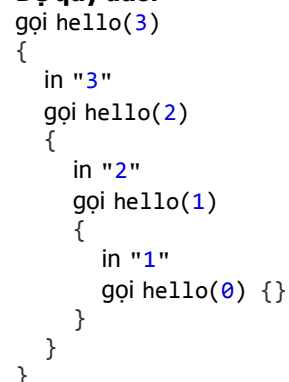 gọi hello(3)
{
in "3"
gọi hello(2)
{
in "2"
gọi hello(1)
{
in "1"
gọi hello(0) {}
}
}
}